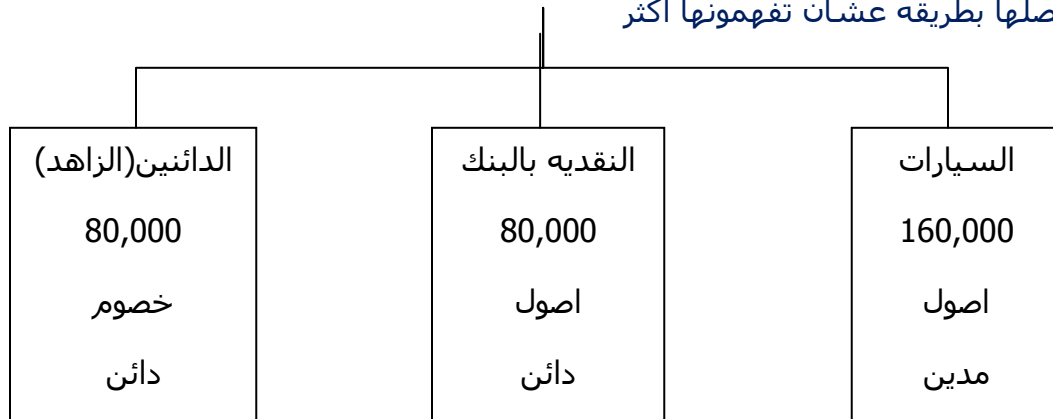 بطريقه عشان تفهمونها اكثر
السيارات
160,000
اصول
مدين
النقديه بالبنك
80,000
اصول
دائن
الدائنين(الزاهد)
80,000
خصوم
دائن